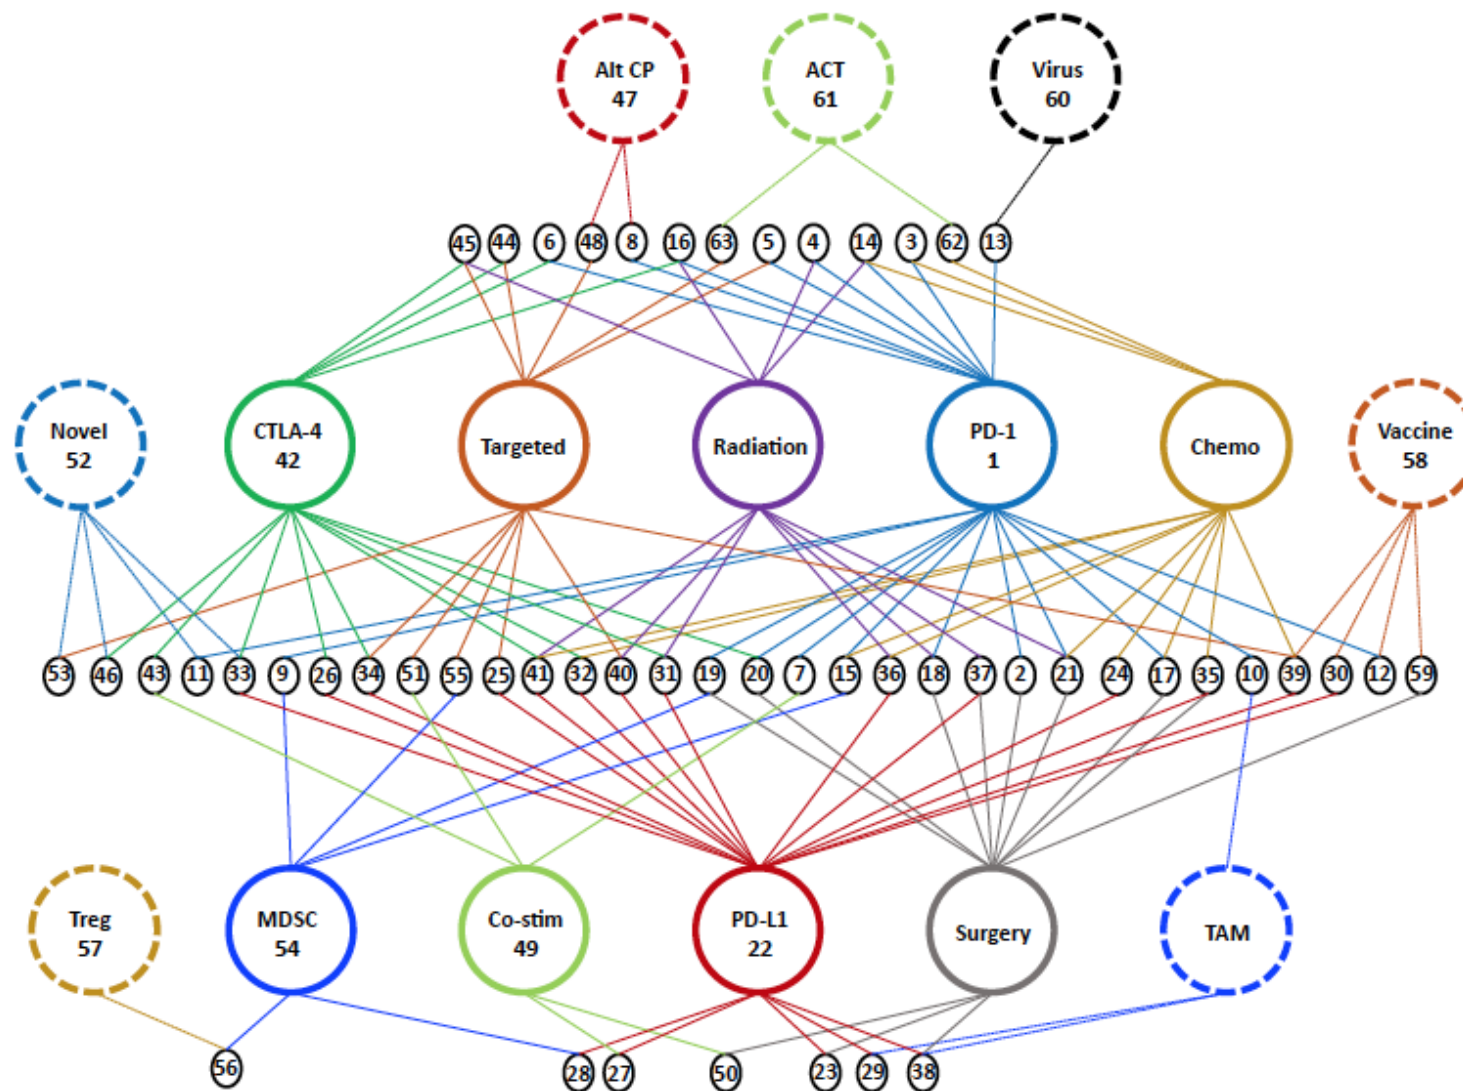 Alt CP
47
ACT
61
Virus
60
45 44 6 48 8 16 63 5 4 14 3 62 13
Novel
52
CTLA-4
42
Targeted
Radiation
PD-1
1
Chemo
Vaccine
58
53 46 43 11 33 9 26 34 51 55 25 41 32 40 31 19 20 7 15 36 18 37 2 21 24 17 35 10 39 30 12 59
Treg
57
MDSC
54
Co-stim
49
PD-L1
22
Surgery
TAM
56 28 27 50 23 29 38